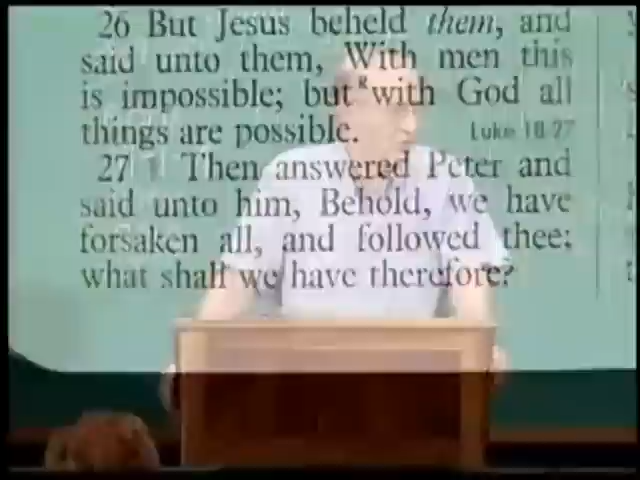 26 But Jesus beheld them, and
said unto them, With men this
is impossible; but with God all
things are possible. Luke 18.27
27 ¶ Then answered Peter and
said unto him, Behold, we have
forsaken all, and followed thee;
what shall we have therefore?